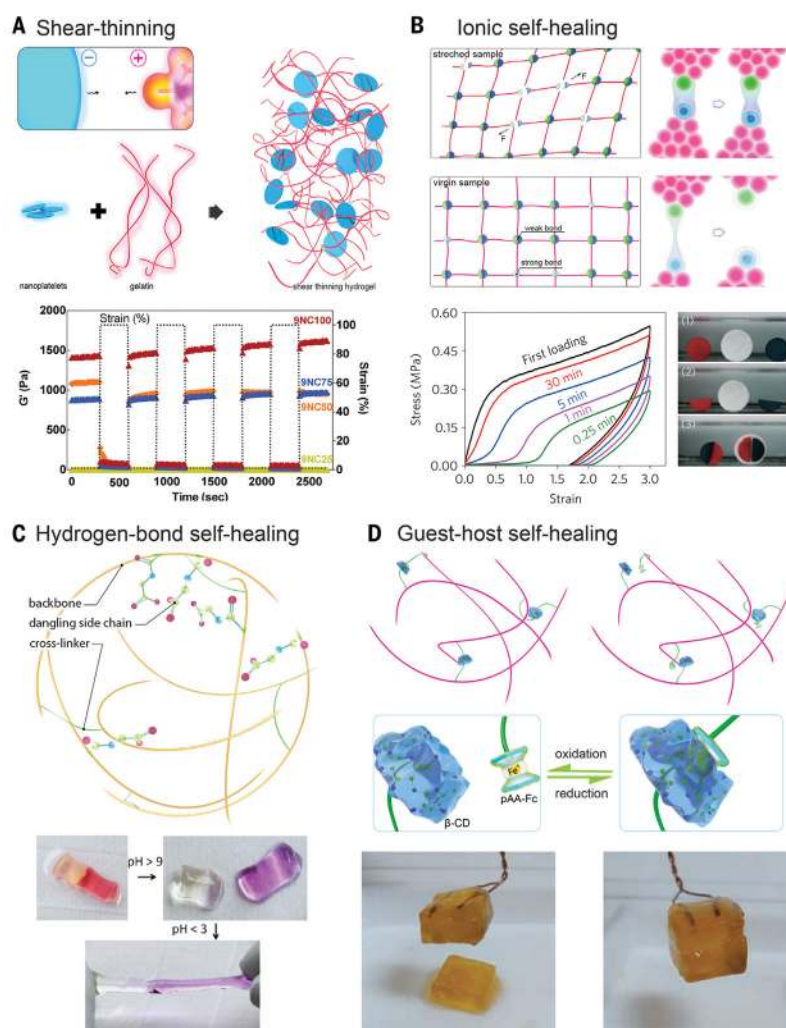 A Shear-thinning
nanoplatelets
gelatin
shear thinning hydrogel
Strain (%)
9NC100
9NC75
9NC50
9NC25
2000
1500
1000
500
0
G' (Pa)
100
80
60
40
20
0
Strain (%)
0 500 1000 1500 2000 2500
Time (sec)
B Ionic self-healing
streched sample
F
F
virgin sample
weak bond
strong bond
0.60
0.45
0.30
0.15
0.00
Stress (MPa)
First loading
30 min
5 min
1 min
0.25 min
0.0 0.5 1.0 1.5 2.0 2.5 3.0
Strain
(1)
(2)
(3)
C Hydrogen-bond self-healing
backbone
dangling side chain
cross-linker
pH > 9
pH < 3
D Guest-host self-healing
β-CD
pAA-Fc
oxidation
reduction